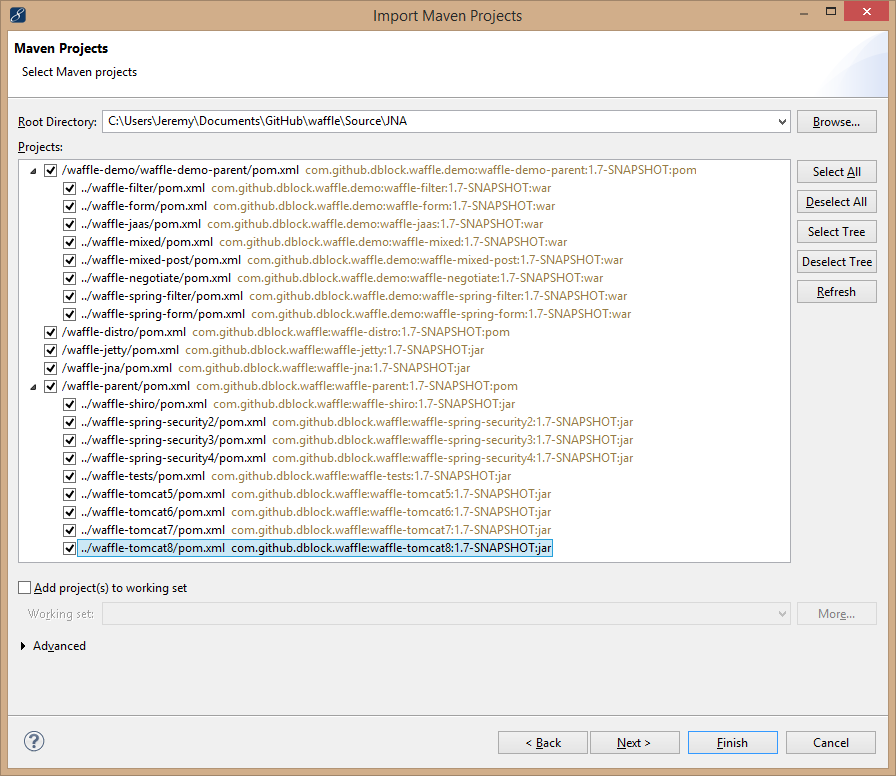 Import Maven Projects
Maven Projects
Select Maven projects
Root Directory: C:\Users\Jeremy\Documents\GitHub\waffle\Source\JNA Browse...
Projects:
/waffle-demo/waffle-demo-parent/pom.xml com.github.dblock.waffle.demo:waffle-demo-parent:1.7-SNAPSHOT:pom Select All
../waffle-filter/pom.xml com.github.dblock.waffle.demo:waffle-filter:1.7-SNAPSHOT:war
../waffle-form/pom.xml com.github.dblock.waffle.demo:waffle-form:1.7-SNAPSHOT:war Deselect All
../waffle-jaas/pom.xml com.github.dblock.waffle.demo:waffle-jaas:1.7-SNAPSHOT:war Select Tree
../waffle-mixed/pom.xml com.github.dblock.waffle.demo:waffle-mixed:1.7-SNAPSHOT:war
../waffle-mixed-post/pom.xml com.github.dblock.waffle.demo:waffle-mixed-post:1.7-SNAPSHOT:war Deselect Tree
../waffle-negotiate/pom.xml com.github.dblock.waffle.demo:waffle-negotiate:1.7-SNAPSHOT:war
../waffle-spring-filter/pom.xml com.github.dblock.waffle.demo:waffle-spring-filter:1.7-SNAPSHOT:war Refresh
../waffle-spring-form/pom.xml com.github.dblock.waffle.demo:waffle-spring-form:1.7-SNAPSHOT:war
/waffle-distro/pom.xml com.github.dblock.waffle:waffle-distro:1.7-SNAPSHOT:pom
/waffle-jetty/pom.xml com.github.dblock.waffle:waffle-jetty:1.7-SNAPSHOT:jar
/waffle-jna/pom.xml com.github.dblock.waffle:waffle-jna:1.7-SNAPSHOT:jar
/waffle-parent/pom.xml com.github.dblock.waffle:waffle-parent:1.7-SNAPSHOT:pom
../waffle-shiro/pom.xml com.github.dblock.waffle:waffle-shiro:1.7-SNAPSHOT:jar
../waffle-spring-security2/pom.xml com.github.dblock.waffle:waffle-spring-security2:1.7-SNAPSHOT:jar
../waffle-spring-security3/pom.xml com.github.dblock.waffle:waffle-spring-security3:1.7-SNAPSHOT:jar
../waffle-spring-security4/pom.xml com.github.dblock.waffle:waffle-spring-security4:1.7-SNAPSHOT:jar
../waffle-tests/pom.xml com.github.dblock.waffle:waffle-tests:1.7-SNAPSHOT:jar
../waffle-tomcat5/pom.xml com.github.dblock.waffle:waffle-tomcat5:1.7-SNAPSHOT:jar
../waffle-tomcat6/pom.xml com.github.dblock.waffle:waffle-tomcat6:1.7-SNAPSHOT:jar
../waffle-tomcat7/pom.xml com.github.dblock.waffle:waffle-tomcat7:1.7-SNAPSHOT:jar
../waffle-tomcat8/pom.xml com.github.dblock.waffle:waffle-tomcat8:1.7-SNAPSHOT:jar
Add project(s) to working set
Working set: More...
Advanced
? < Back Next > Finish Cancel